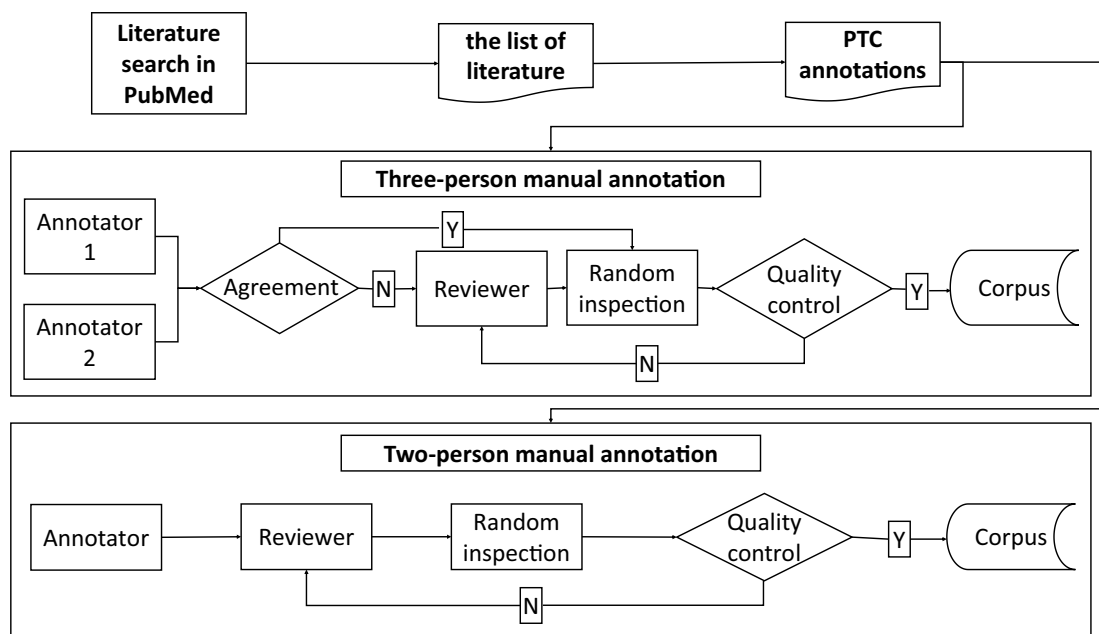 Literature
search in
PubMed
the list of
literature
PTC
annotations
Three-person manual annotation
Annotator
1
Annotator
2
Agreement
Y
N
Reviewer
Random
inspection
Quality
control
N
Y
Corpus
Two-person manual annotation
Annotator
Reviewer
Random
inspection
Quality
control
N
Y
Corpus